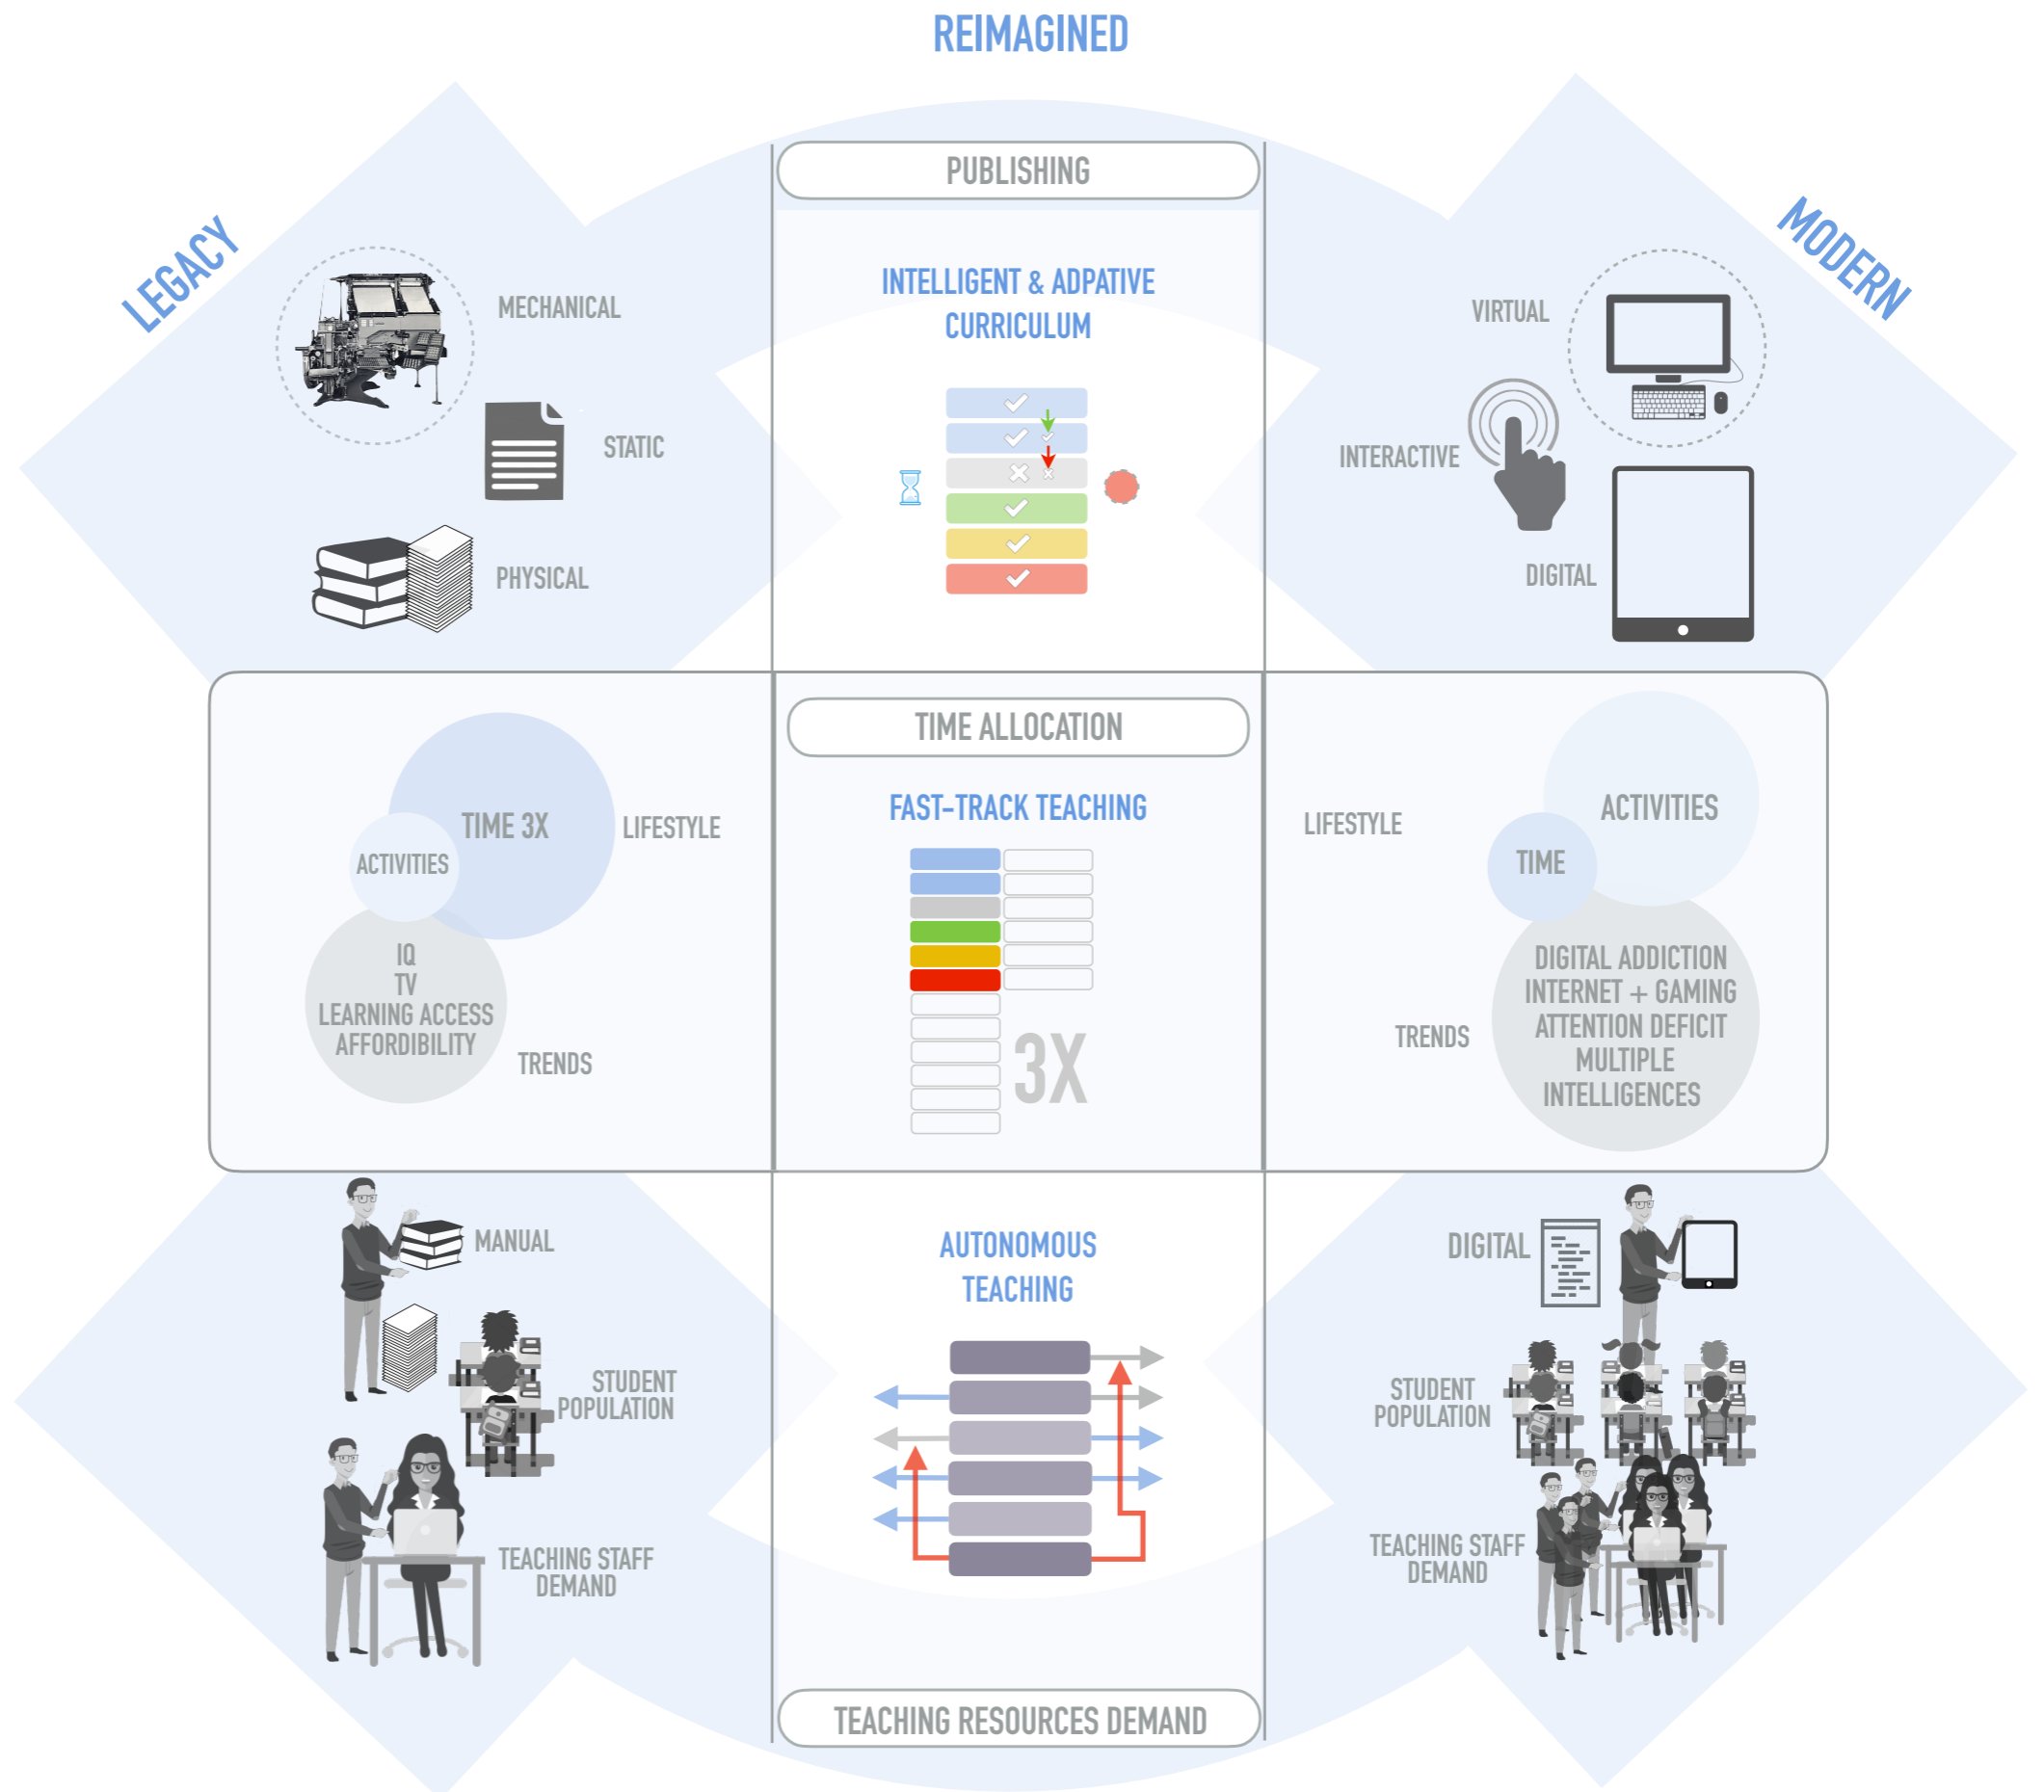 REIMAGINED
LEGACY
MODERN
PUBLISHING
MECHANICAL
STATIC
PHYSICAL
INTELLIGENT & ADPATIVE
CURRICULUM
VIRTUAL
INTERACTIVE
DIGITAL
TIME 3X
LIFESTYLE
ACTIVITIES
IQ
TV
LEARNING ACCESS
AFFORDIBILITY
TRENDS
TIME ALLOCATION
FAST-TRACK TEACHING
3X
LIFESTYLE
ACTIVITIES
TIME
TRENDS
DIGITAL ADDICTION
INTERNET + GAMING
ATTENTION DEFICIT
MULTIPLE
INTELLIGENCES
MANUAL
STUDENT
POPULATION
TEACHING STAFF
DEMAND
AUTONOMOUS
TEACHING
DIGITAL
STUDENT
POPULATION
TEACHING STAFF
DEMAND
TEACHING RESOURCES DEMAND